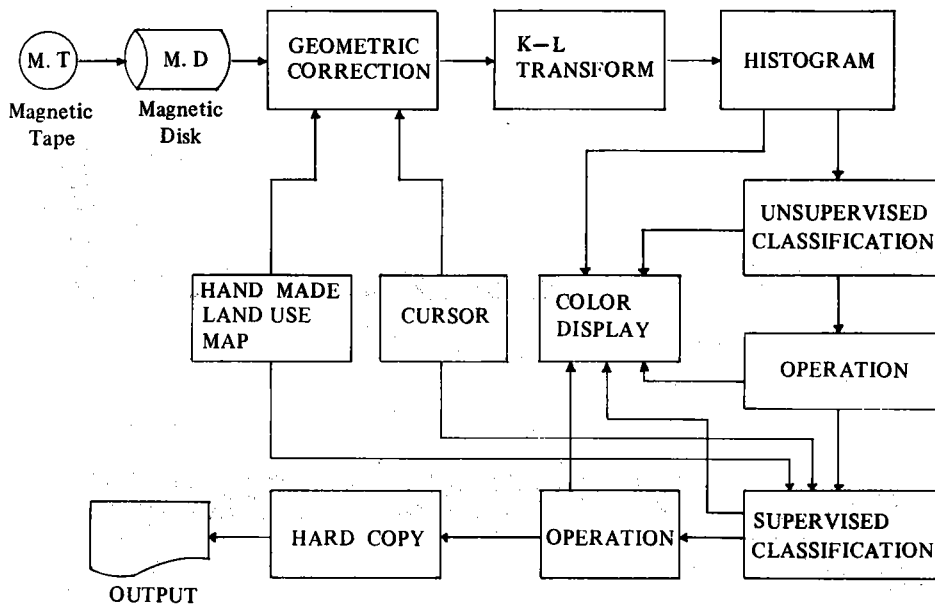 M. T
Magnetic
Tape
M. D
Magnetic
Disk
GEOMETRIC
CORRECTION
K-L
TRANSFORM
HISTOGRAM
UNSUPERVISED
CLASSIFICATION
HAND MADE
LAND USE
MAP
CURSOR
COLOR
DISPLAY
OPERATION
OUTPUT
HARD COPY
OPERATION
SUPERVISED
CLASSIFICATION